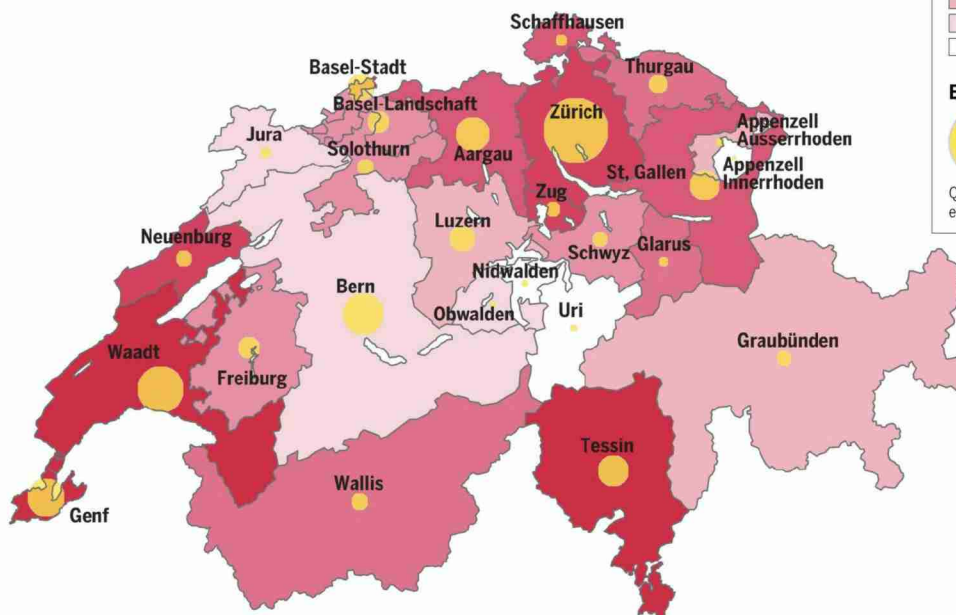 Schaffhausen
Basel-Stadt
Thurgau
Basel-Landschaft
Zürich
Appenzell
Ausserrhoden
Jura
Solothurn
Aargau
St, Gallen
Appenzell
Innerrhoden
Zug
Neuenburg
Luzern
Schwyz
Glarus
Nidwalden
Bern
Obwalden
Uri
Waadt
Graubünden
Freiburg
Tessin
Wallis
Genf